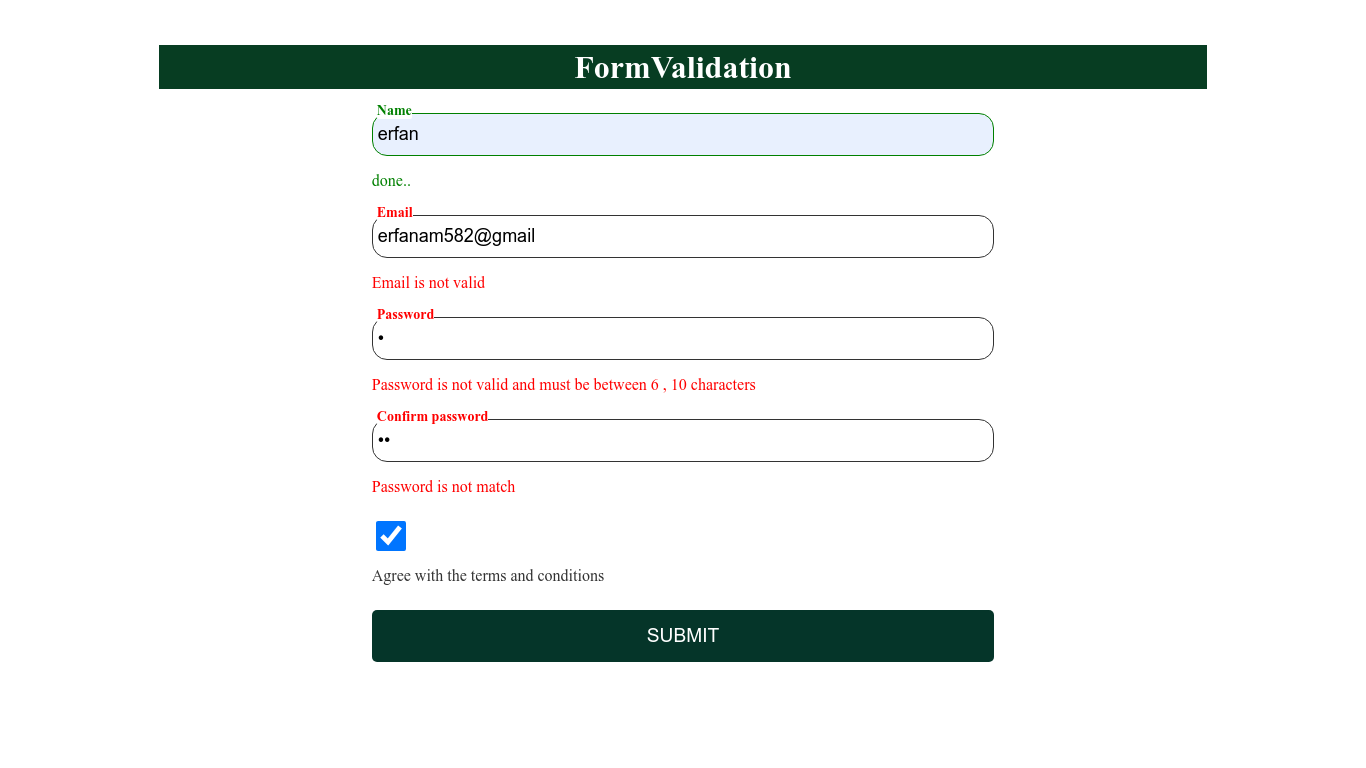 FormValidation
Name
erfan
done..
Email
erfanam582@gmail
Email is not valid
Password
•
Password is not valid and must be between 6 , 10 characters
Confirm password
••
Password is not match
Agree with the terms and conditions
SUBMIT